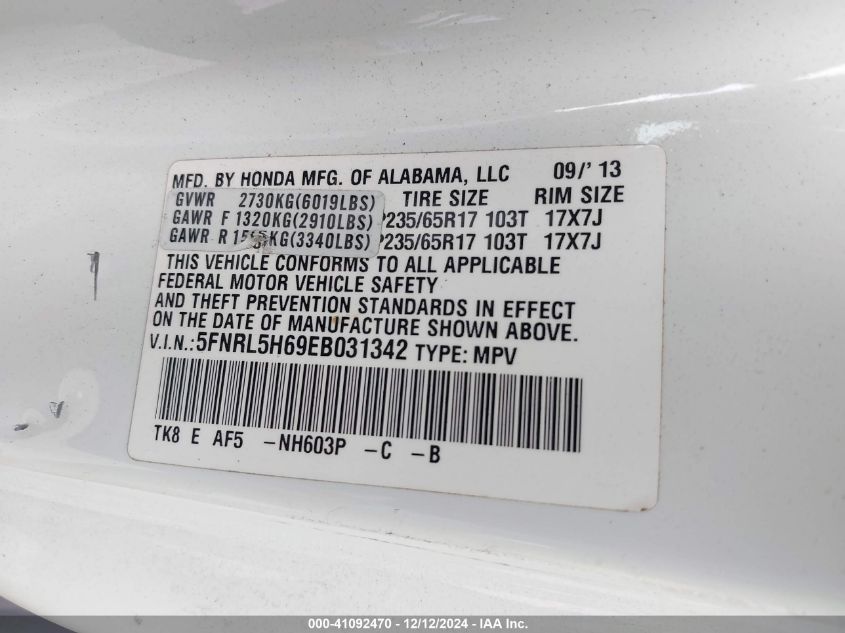 MFD. BY HONDA MFG. OF ALABAMA, LLC 09/' 13
GVWR 2730KG(6019LBS) TIRE SIZE RIM SIZE
GAWR F 1320KG(2910LBS) P235/65R17 103T 17X7J
GAWR R (3340LBS) P235/65R17 103T 17X7J
THIS VEHICLE CONFORMS TO ALL APPLICABLE
FEDERAL MOTOR VEHICLE SAFETY
AND THEFT PREVENTION STANDARDS IN EFFECT
ON THE DATE OF MANUFACTURE SHOWN ABOVE.
V.I.N.: 5FNRL5H69EB031342 TYPE: MPV
TK8 E AF5 -NH603P -C -B
000-41092470 - 12/12/2024 - IAA Inc.